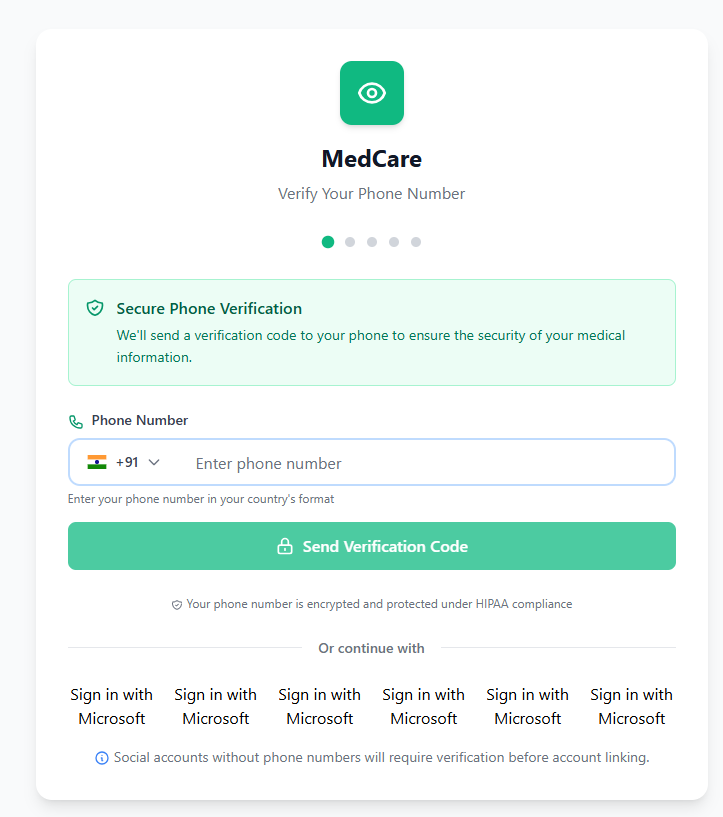 MedCare
Verify Your Phone Number
Secure Phone Verification
We'll send a verification code to your phone to ensure the security of your medical
information.
Phone Number
+91 Enter phone number
Enter your phone number in your country's format
Send Verification Code
Your phone number is encrypted and protected under HIPAA compliance
Or continue with
Sign in with Sign in with Sign in with Sign in with Sign in with Sign in with
Microsoft Microsoft Microsoft Microsoft Microsoft Microsoft
Social accounts without phone numbers will require verification before account linking.